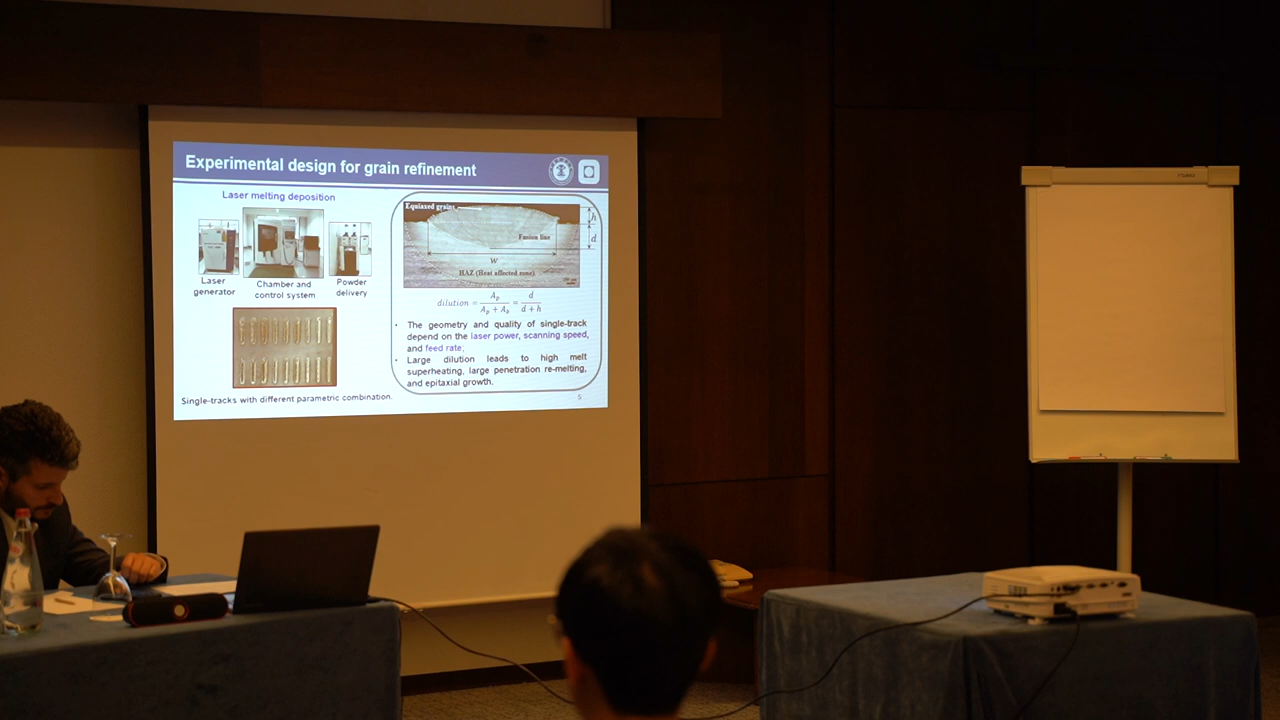 Experimental design for grain refinement
Laser melting deposition
Laser
generator
Chamber and
control system
Powder
delivery
Single-tracks with different parametric combination.
Equiaxed grains
h
Fusion line
d
W
HAZ (Heat affected zone)
dilution = A_p / (A_p + A_b) = d / (d + h)
• The geometry and quality of single-track
depend on the laser power, scanning speed,
and feed rate;
• Large dilution leads to high melt
superheating, large penetration re-melting,
and epitaxial growth.
5